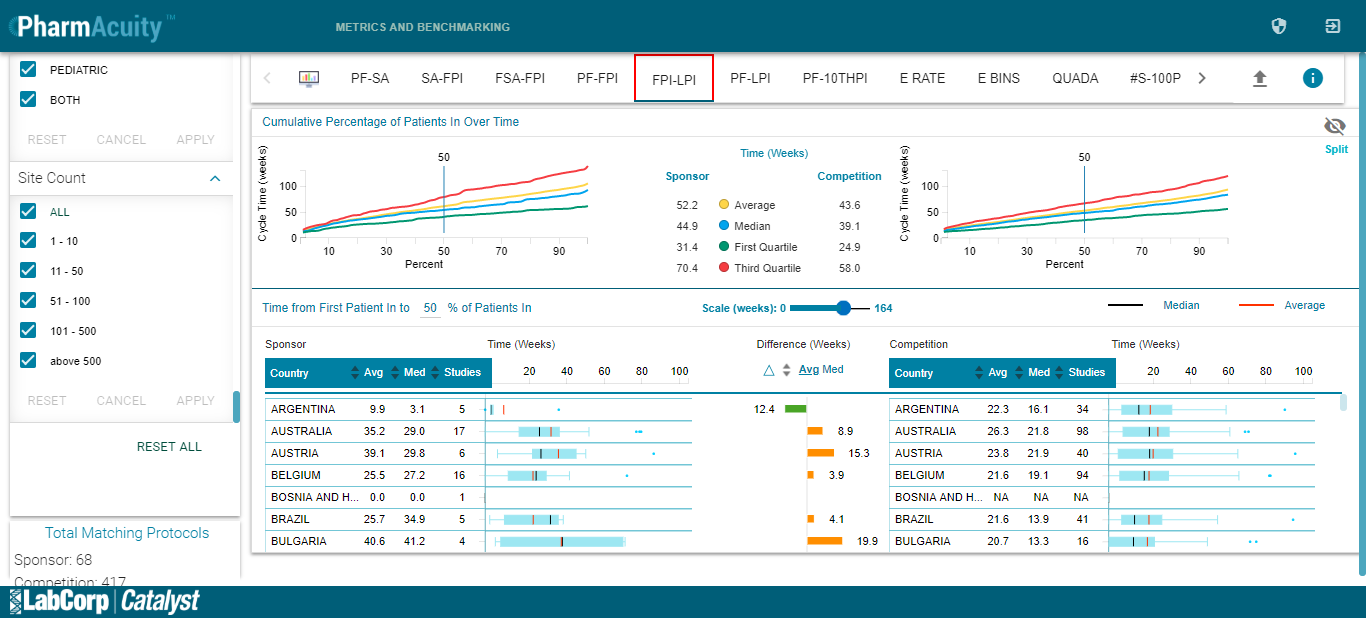 PharmAcuity™
METRICS AND BENCHMARKING
PEDIATRIC
BOTH
RESET CANCEL APPLY
Site Count
ALL
1 - 10
11 - 50
51 - 100
101 - 500
above 500
RESET CANCEL APPLY
RESET ALL
Total Matching Protocols
Sponsor: 68
Competition: 417
PF-SA SA-FPI FSA-FPI PF-FPI FPI-LPI PF-LPI PF-10THPI E RATE E BINS QUADA #S-100P
Cumulative Percentage of Patients In Over Time
Split
Cycle Time (weeks)
50
100
50
0
10 30 50 70 90
Percent
Time (Weeks)
Sponsor Competition
52.2 Average 43.6
44.9 Median 39.1
31.4 First Quartile 24.9
70.4 Third Quartile 58.0
Cycle Time (weeks)
50
100
50
0
10 30 50 70 90
Percent
Time from First Patient In to 50 % of Patients In
Scale (weeks): 0 164
Median Average
Sponsor Time (Weeks) Difference (Weeks) Competition Time (Weeks)
Country Avg Med Studies 20 40 60 80 100 △ Avg Med Country Avg Med Studies 20 40 60 80 100
ARGENTINA 9.9 3.1 5 12.4 ARGENTINA 22.3 16.1 34
AUSTRALIA 35.2 29.0 17 8.9 AUSTRALIA 26.3 21.8 98
AUSTRIA 39.1 29.8 6 15.3 AUSTRIA 23.8 21.9 40
BELGIUM 25.5 27.2 16 3.9 BELGIUM 21.6 19.1 94
BOSNIA AND H... 0.0 0.0 1 BOSNIA AND H... NA NA NA
BRAZIL 25.7 34.9 5 4.1 BRAZIL 21.6 13.9 41
BULGARIA 40.6 41.2 4 19.9 BULGARIA 20.7 13.3 16
LabCorp | Catalyst